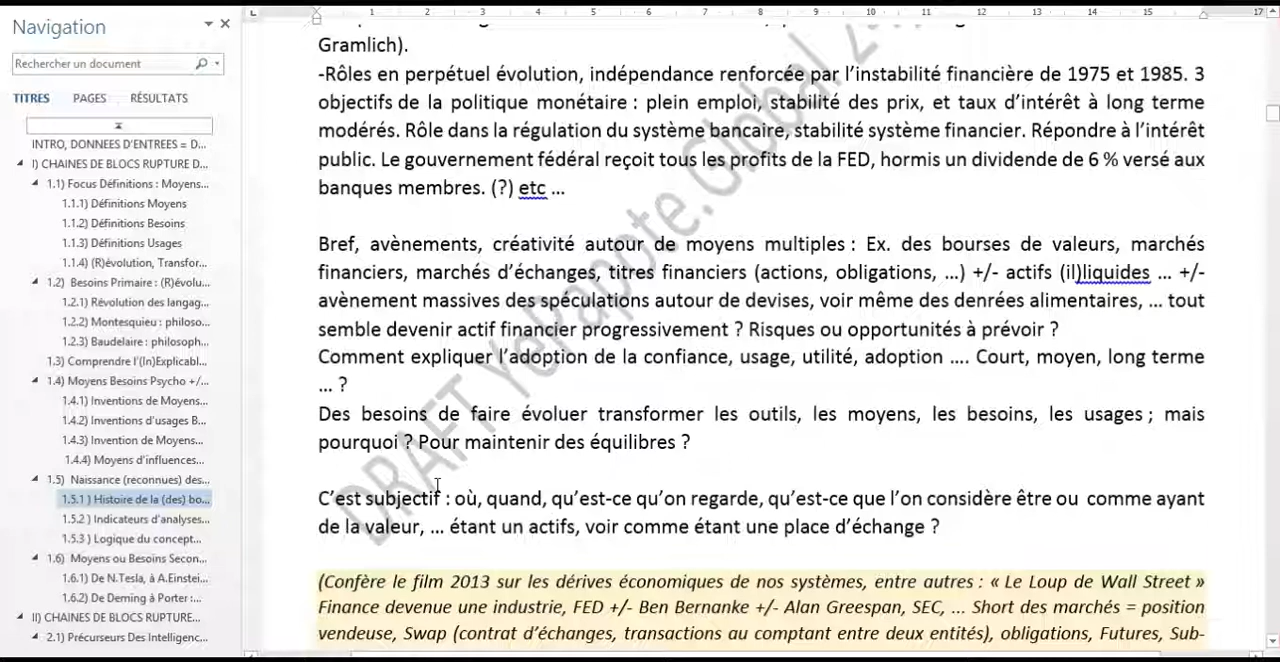 Navigation
Rechercher un document
TITRES PAGES RÉSULTATS
INTRO, DONNEES D'ENTREES = D...
I) CHAINES DE BLOCS RUPTURE D...
1.1) Focus Définitions : Moyens...
1.1.1) Définitions Moyens
1.1.2) Définitions Besoins
1.1.3) Définitions Usages
1.1.4) (R)évolution, Transfor...
1.2) Besoins Primaire : (R)évolu...
1.2.1) Révolution des langag...
1.2.2) Montesquieu : philoso...
1.2.3) Baudelaire : philosoph...
1.3) Comprendre l'(In)Explicabl...
1.4) Moyens Besoins Psycho +/...
1.4.1) Inventions de Moyens...
1.4.2) Inventions d'usages B...
1.4.3) Invention de Moyens...
1.4.4) Moyens d'influences...
1.5) Naissance (reconnues) des...
1.5.1 ) Histoire de la (des) bo...
1.5.2 ) Indicateurs d'analyses...
1.5.3 ) Logique du concept...
1.6) Moyens ou Besoins Secon...
1.6.1) De N.Tesla, à A.Einstei...
1.6.2) De Deming à Porter :...
II) CHAINES DE BLOCS RUPTURE...
2.1) Précurseurs Des Intelligenc...
1 2 3 4 5 6 7 8 9 10 11 12 13 14 15 17
Gramlich).
-Rôles en perpétuel évolution, indépendance renforcée par l'instabilité financière de 1975 et 1985. 3
objectifs de la politique monétaire : plein emploi, stabilité des prix, et taux d'intérêt à long terme
modérés. Rôle dans la régulation du système bancaire, stabilité système financier. Répondre à l'intérêt
public. Le gouvernement fédéral reçoit tous les profits de la FED, hormis un dividende de 6 % versé aux
banques membres. (?) etc ...
Bref, avènements, créativité autour de moyens multiples : Ex. des bourses de valeurs, marchés
financiers, marchés d'échanges, titres financiers (actions, obligations, ...) +/- actifs (il)liquides ... +/-
avènement massives des spéculations autour de devises, voir même des denrées alimentaires, ... tout
semble devenir actif financier progressivement ? Risques ou opportunités à prévoir ?
Comment expliquer l'adoption de la confiance, usage, utilité, adoption .... Court, moyen, long terme
... ?
Des besoins de faire évoluer transformer les outils, les moyens, les besoins, les usages ; mais
pourquoi ? Pour maintenir des équilibres ?
C'est subjectif : où, quand, qu'est-ce qu'on regarde, qu'est-ce que l'on considère être ou comme ayant
de la valeur, ... étant un actifs, voir comme étant une place d'échange ?
(Confère le film 2013 sur les dérives économiques de nos systèmes, entre autres : « Le Loup de Wall Street »
Finance devenue une industrie, FED +/- Ben Bernanke +/- Alan Greespan, SEC, ... Short des marchés = position
vendeuse, Swap (contrat d'échanges, transactions au comptant entre deux entités), obligations, Futures, Sub-
DRAFT YePapote.Global